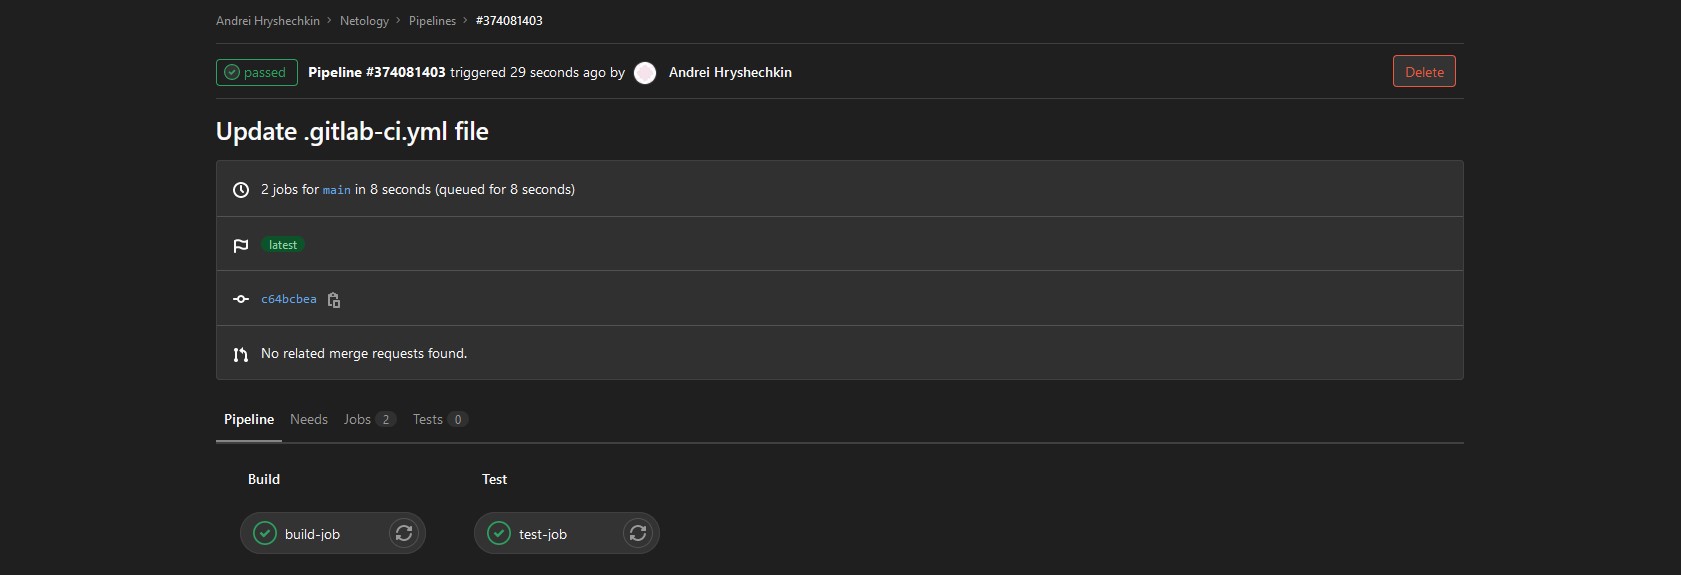 Andrei Hryshechkin › Netology › Pipelines › #374081403
passed Pipeline #374081403 triggered 29 seconds ago by Andrei Hryshechkin Delete
Update .gitlab-ci.yml file
2 jobs for main in 8 seconds (queued for 8 seconds)
latest
c64bcbea
No related merge requests found.
Pipeline Needs Jobs 2 Tests 0
Build Test
build-job test-job